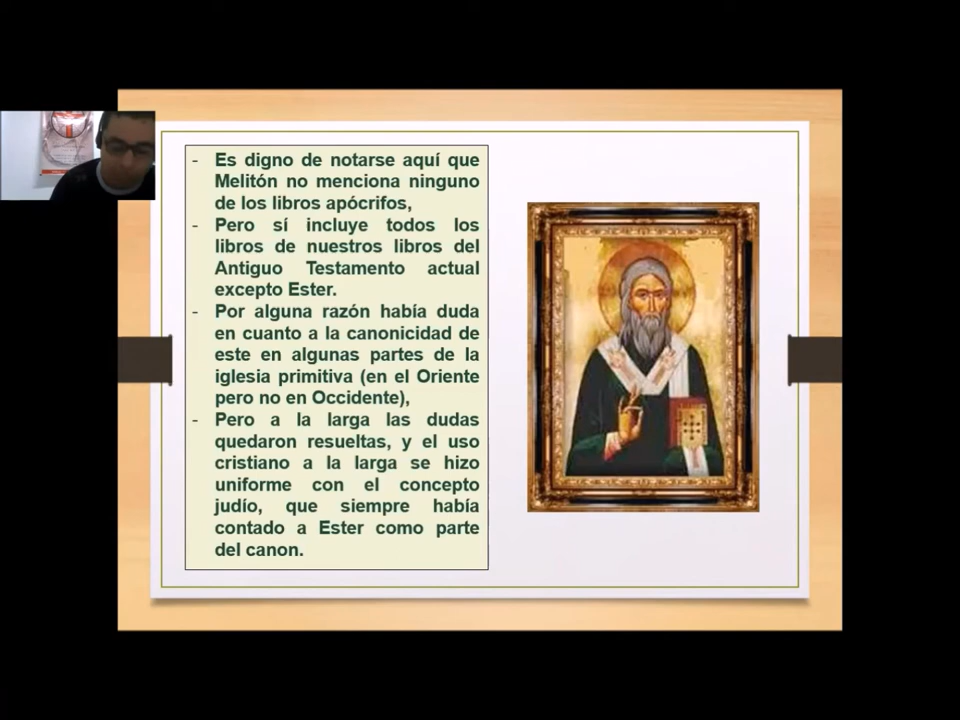 - Es digno de notarse aquí que
Melitón no menciona ninguno
de los libros apócrifos,
- Pero sí incluye todos los
libros de nuestros libros del
Antiguo Testamento actual
excepto Ester.
- Por alguna razón había duda
en cuanto a la canonicidad de
este en algunas partes de la
iglesia primitiva (en el Oriente
pero no en Occidente),
- Pero a la larga las dudas
quedaron resueltas, y el uso
cristiano a la larga se hizo
uniforme con el concepto
judío, que siempre había
contado a Ester como parte
del canon.